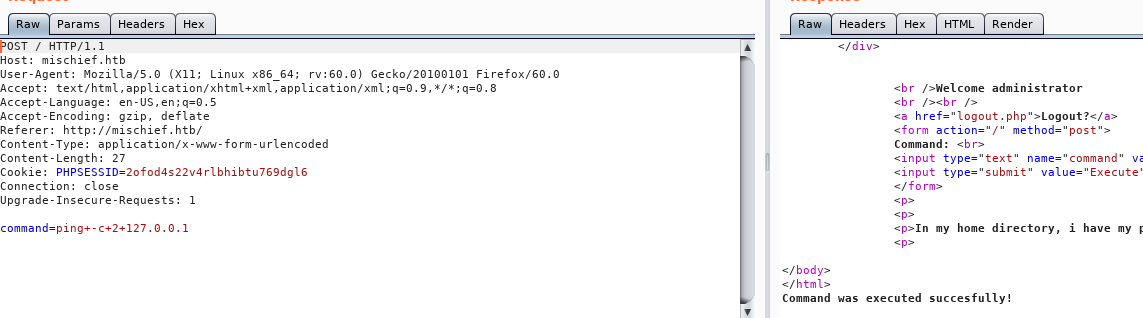 Raw Params Headers Hex
POST / HTTP/1.1
Host: mischief.htb
User-Agent: Mozilla/5.0 (X11; Linux x86_64; rv:60.0) Gecko/20100101 Firefox/60.0
Accept: text/html,application/xhtml+xml,application/xml;q=0.9,*/*;q=0.8
Accept-Language: en-US,en;q=0.5
Accept-Encoding: gzip, deflate
Referer: http://mischief.htb/
Content-Type: application/x-www-form-urlencoded
Content-Length: 27
Cookie: PHPSESSID=2ofod4s22v4rlbhibtu769dgl6
Connection: close
Upgrade-Insecure-Requests: 1
command=ping+-c+2+127.0.0.1
Raw Headers Hex HTML Render
</div>
<br />Welcome administrator
<br /><br />
<a href="logout.php">Logout?</a>
<form action="/" method="post">
Command: <br>
<input type="text" name="command" va
<input type="submit" value="Execute"
</form>
<p>
<p>
<p>In my home directory, i have my p
<p>
</body>
</html>
Command was executed succesfully!